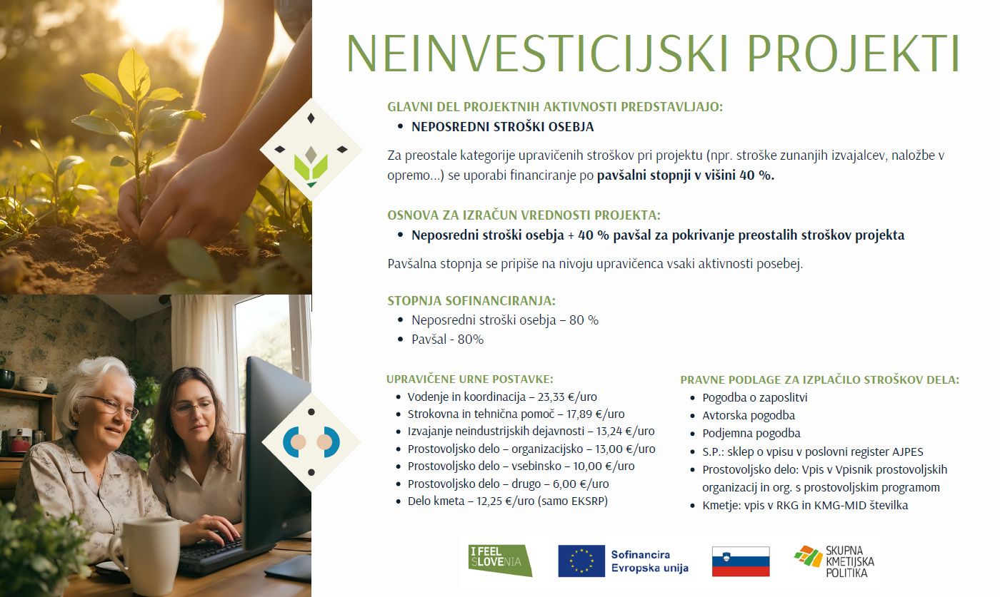 NEINVESTICIJSKI PROJEKTI
GLAVNI DEL PROJEKTNIH AKTIVNOSTI PREDSTAVLJAJO:
• NEPOSREDNI STROŠKI OSEBJA
Za preostale kategorije upravičenih stroškov pri projektu (npr. stroške zunanjih izvajalcev, naložbe v
opremo...) se uporabi financiranje po pavšalni stopnji v višini 40 %.
OSNOVA ZA IZRAČUN VREDNOSTI PROJEKTA:
• Neposredni stroški osebja + 40 % pavšal za pokrivanje preostalih stroškov projekta
Pavšalna stopnja se pripiše na nivoju upravičenca vsaki aktivnosti posebej.
STOPNJA SOFINANCIRANJA:
• Neposredni stroški osebja – 80 %
• Pavšal - 80%
UPRAVIČENE URNE POSTAVKE:
• Vodenje in koordinacija – 23,33 €/uro
• Strokovna in tehnična pomoč – 17,89 €/uro
• Izvajanje neindustrijskih dejavnosti – 13,24 €/uro
• Prostovoljsko delo – organizacijsko – 13,00 €/uro
• Prostovoljsko delo – vsebinsko – 10,00 €/uro
• Prostovoljsko delo – drugo – 6,00 €/uro
• Delo kmeta – 12,25 €/uro (samo EKSRP)
PRAVNE PODLAGE ZA IZPLAČILO STROŠKOV DELA:
• Pogodba o zaposlitvi
• Avtorska pogodba
• Podjemna pogodba
• S.P.: sklep o vpisu v poslovni register AJPES
• Prostovoljsko delo: Vpis v Vpisnik prostovoljskih
organizacij in org. s prostovoljskim programom
• Kmetje: vpis v RKG in KMG-MID številka
I FEEL
SLOVENIA
Sofinancira
Evropska unija
SKUPNA
KMETIJSKA
POLITIKA